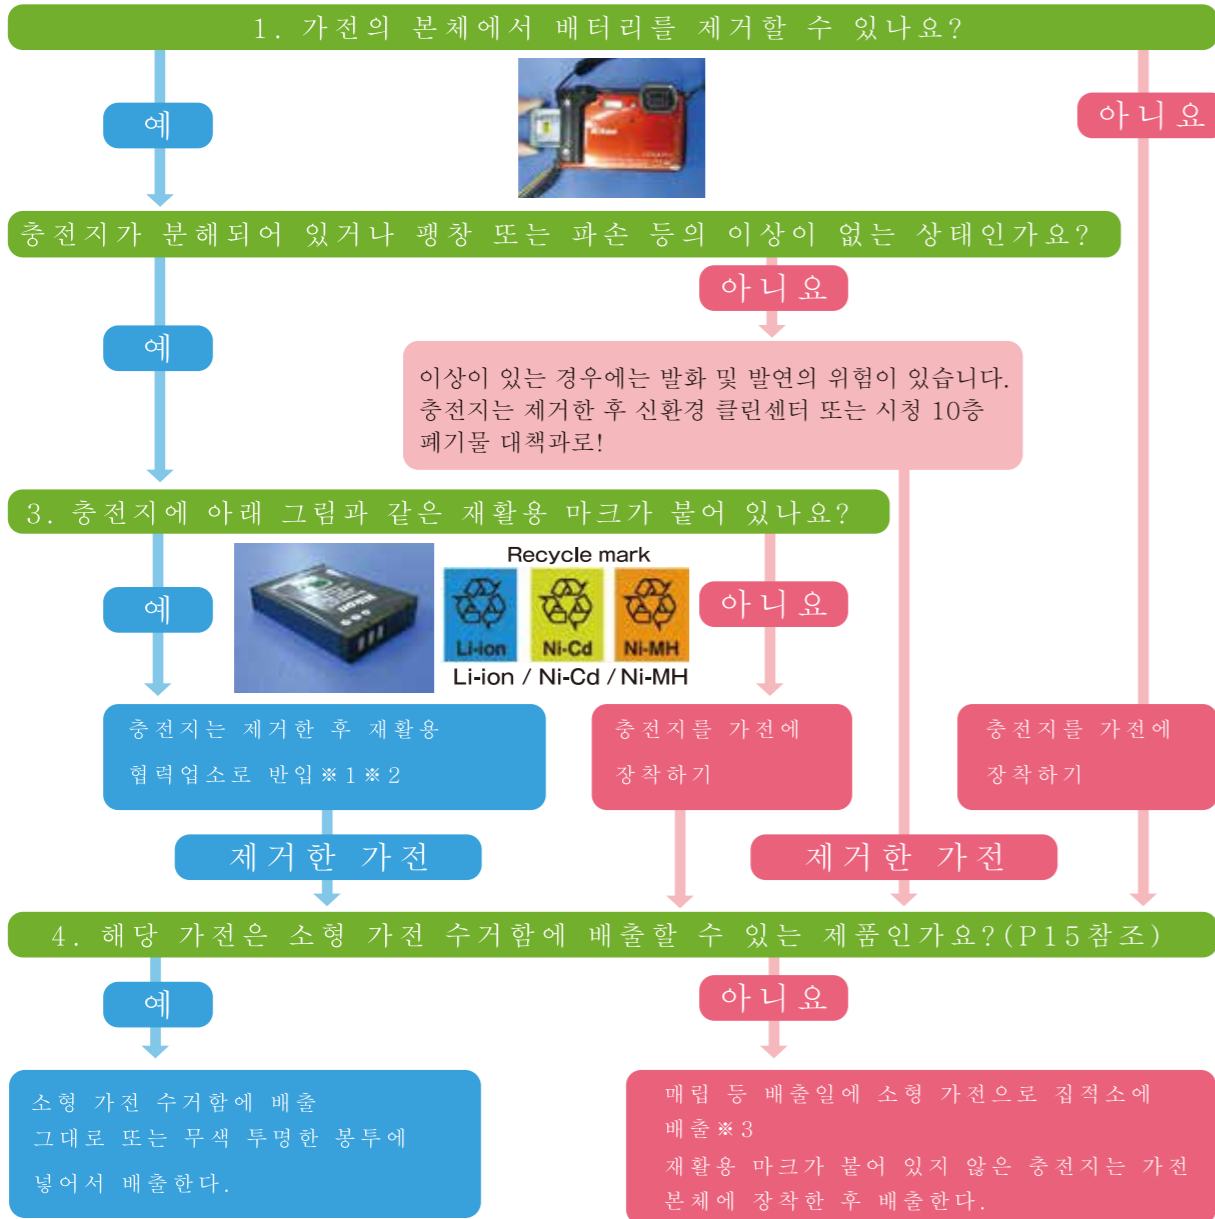 1. 가전의 본체에서 배터리를 제거할 수 있나요?
예
아니요
충전지가 분해되어 있거나 팽창 또는 파손 등의 이상이 없는 상태인가요?
아니요
예
이상이 있는 경우에는 발화 및 발연의 위험이 있습니다.
충전지는 제거한 후 신환경 클린센터 또는 시청 10층
폐기물 대책과로!
3. 충전지에 아래 그림과 같은 재활용 마크가 붙어 있나요?
예
Nikon
Recycle mark
Li-ion
Ni-Cd
Ni-MH
Li-ion / Ni-Cd / Ni-MH
아니요
충전지는 제거한 후 재활용
협력업소로 반입※1※2
충전지를 가전에
장착하기
충전지를 가전에
장착하기
제거한 가전
제거한 가전
4. 해당 가전은 소형 가전 수거함에 배출할 수 있는 제품인가요?(P15참조)
예
아니요
소형 가전 수거함에 배출
그대로 또는 무색 투명한 봉투에
넣어서 배출한다.
매립 등 배출일에 소형 가전으로 집적소에
배출※3
재활용 마크가 붙어 있지 않은 충전지는 가전
본체에 장착한 후 배출한다.